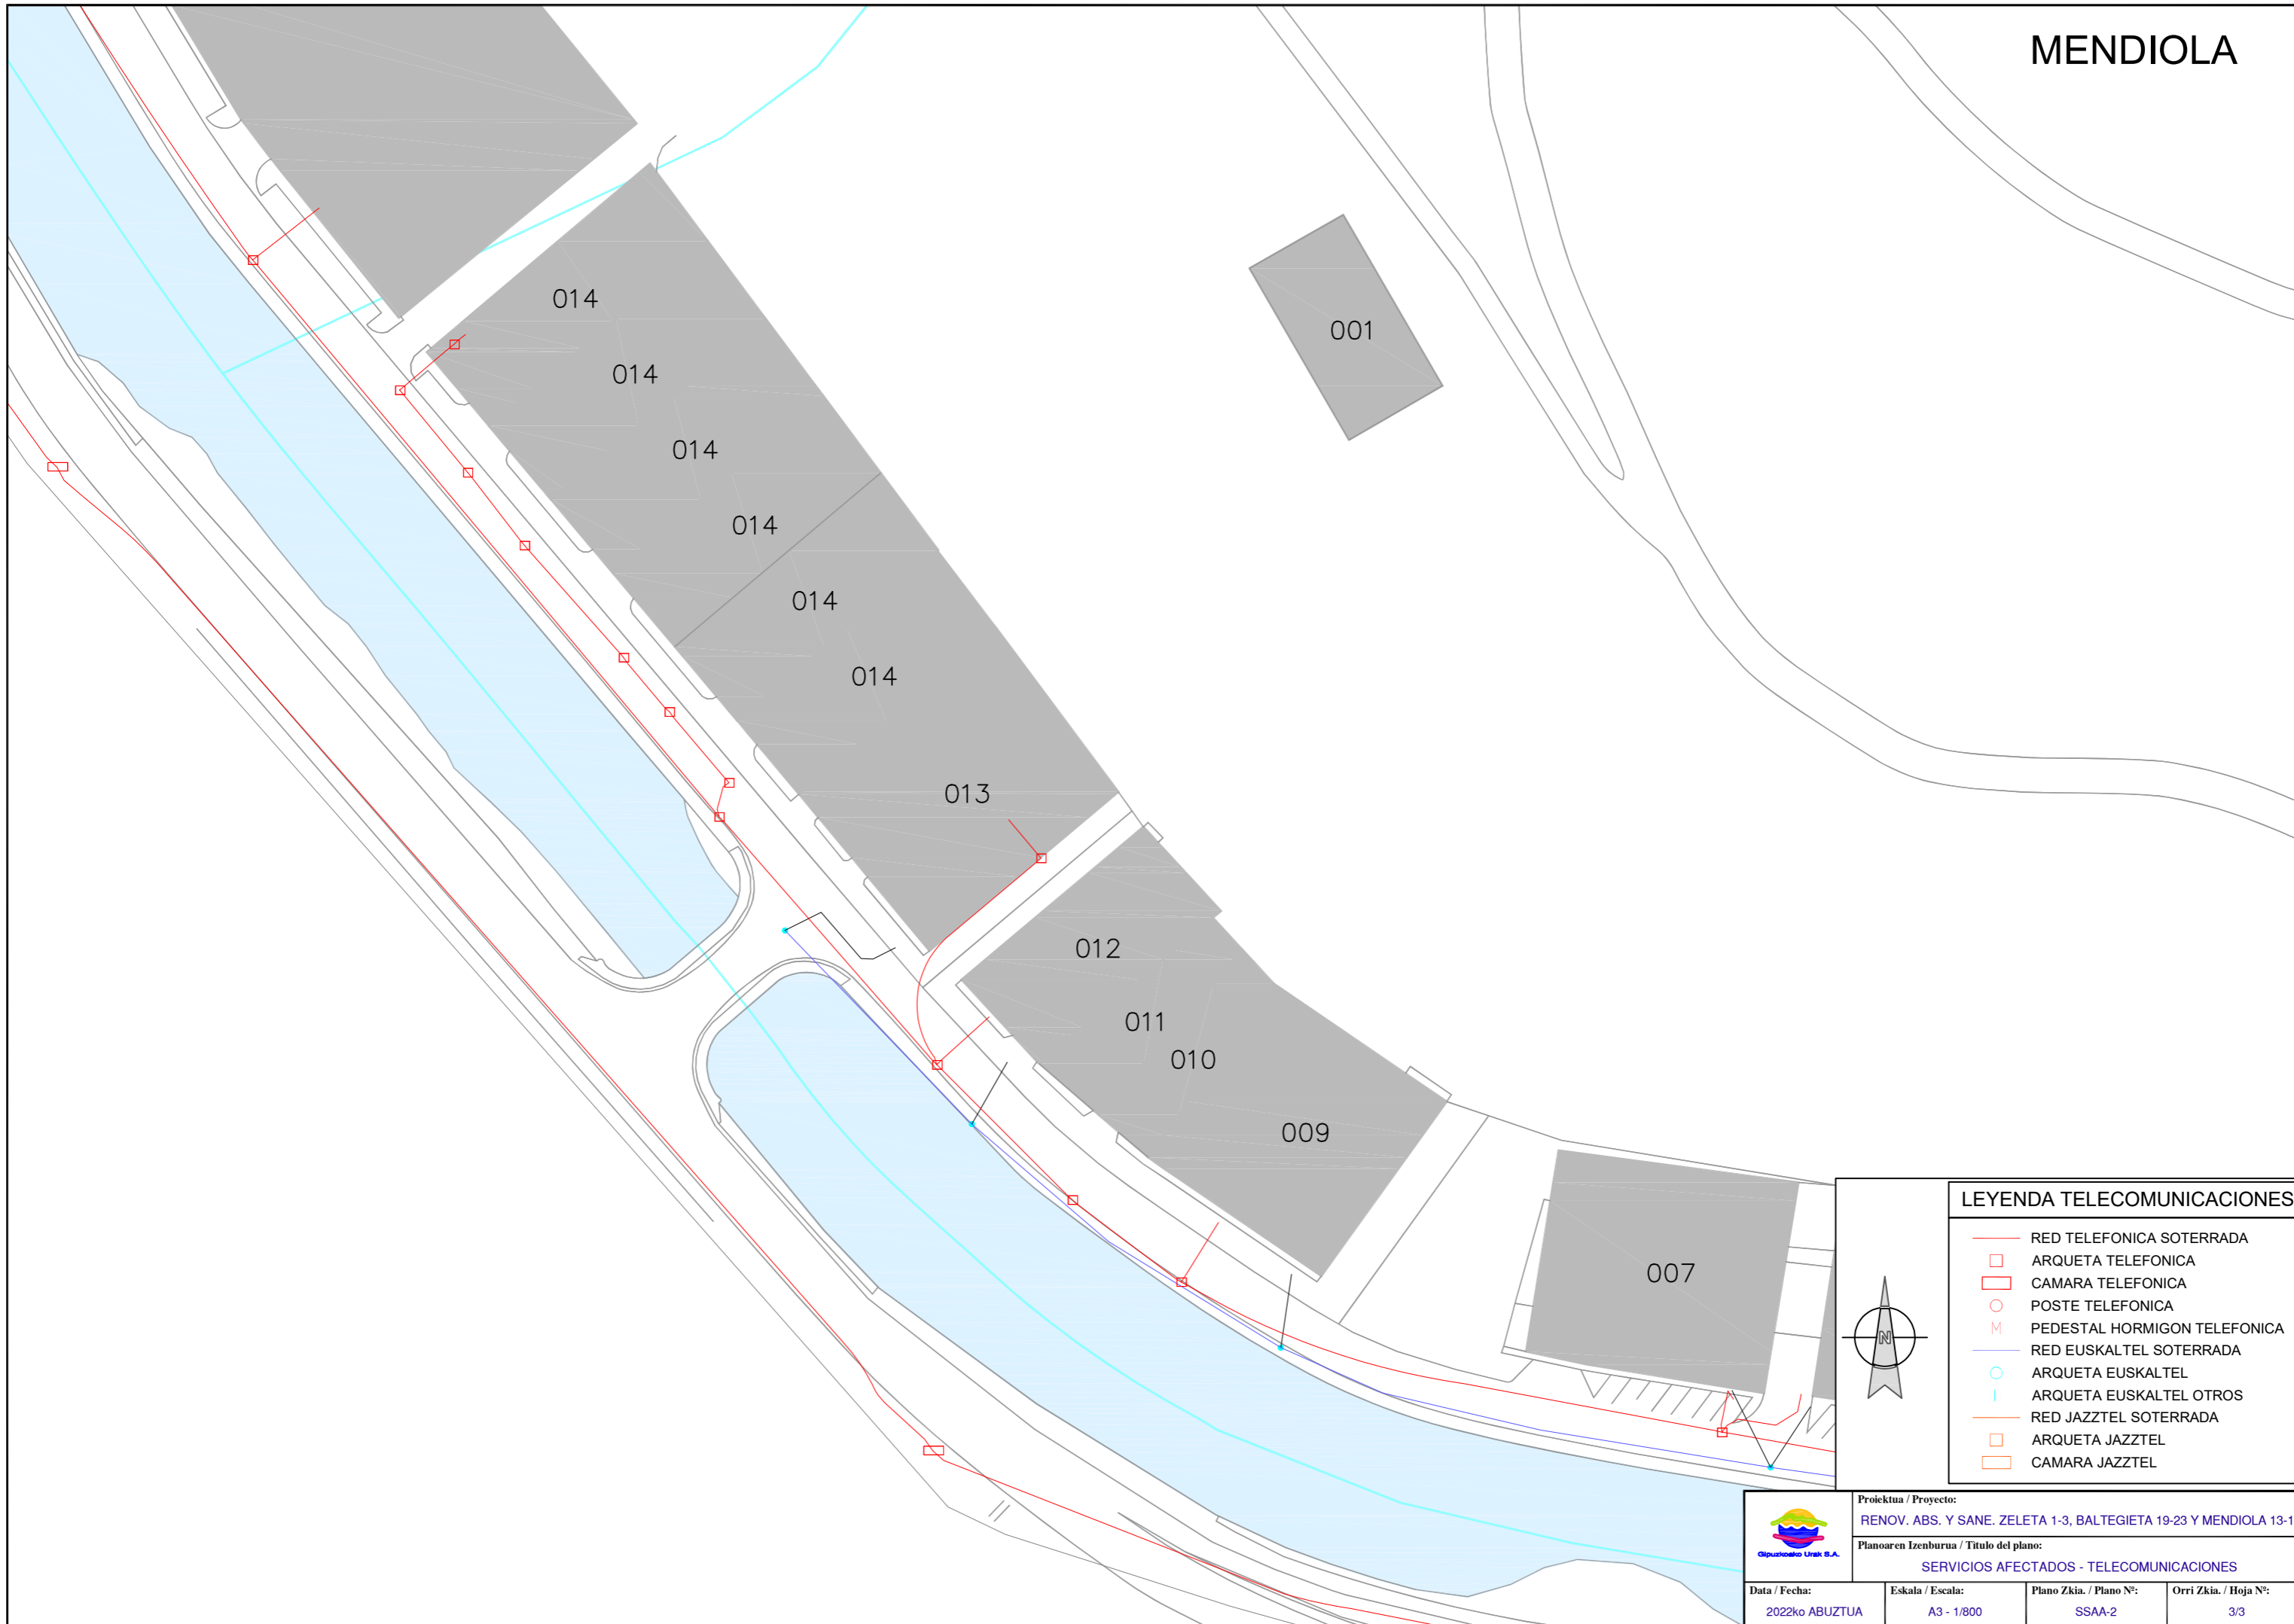 MENDIOLA
014
001
014
014
014
014
014
013
012
011
010
009
007
LEYENDA TELECOMUNICACIONES
RED TELEFONICA SOTERRADA
ARQUETA TELEFONICA
CAMARA TELEFONICA
POSTE TELEFONICA
M PEDESTAL HORMIGON TELEFONICA
RED EUSKALTEL SOTERRADA
ARQUETA EUSKALTEL
ARQUETA EUSKALTEL OTROS
RED JAZZTEL SOTERRADA
ARQUETA JAZZTEL
CAMARA JAZZTEL
N
Gipuzkoako Urak S.A.
Proiektua / Proyecto:
RENOV. ABS. Y SANE. ZELETA 1-3, BALTEGIETA 19-23 Y MENDIOLA 13-1
Planoaren Izenburua / Titulo del plano:
SERVICIOS AFECTADOS - TELECOMUNICACIONES
Data / Fecha:
2022ko ABUZTUA
Eskala / Escala:
A3 - 1/800
Plano Zkia. / Plano Nº:
SSAA-2
Orri Zkia. / Hoja Nº:
3/3